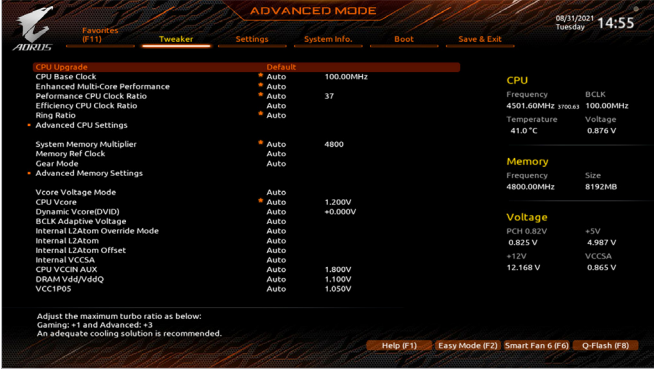 ADVANCED MODE
08/31/2021 Tuesday 14:55
AORUS
Favorites (F11) Tweaker Settings System Info. Boot Save & Exit
CPU Upgrade Default
CPU Base Clock * Auto 100.00MHz
Enhanced Multi-Core Performance * Auto
Peformance CPU Clock Ratio * Auto 37
Efficiency CPU Clock Ratio Auto
Ring Ratio * Auto
Advanced CPU Settings
System Memory Multiplier * Auto 4800
Memory Ref Clock Auto
Gear Mode Auto
Advanced Memory Settings
Vcore Voltage Mode Auto
CPU Vcore * Auto 1.200V
Dynamic Vcore(DVID) Auto +0.000V
BCLK Adaptive Voltage Auto
Internal L2Atom Override Mode Auto
Internal L2Atom Auto
Internal L2Atom Offset Auto
Internal VCCSA Auto
CPU VCCIN AUX Auto 1.800V
DRAM Vdd/VddQ Auto 1.100V
VCC1P05 Auto 1.050V
CPU
Frequency BCLK
4501.60MHz 3700.63 100.00MHz
Temperature Voltage
41.0 °C 0.876 V
Memory
Frequency Size
4800.00MHz 8192MB
Voltage
PCH 0.82V +5V
0.825 V 4.987 V
+12V VCCSA
12.168 V 0.865 V
Adjust the maximum turbo ratio as below:
Gaming: +1 and Advanced: +3
An adequate cooling solution is recommended.
Help (F1) Easy Mode (F2) Smart Fan 6 (F6) Q-Flash (F8)